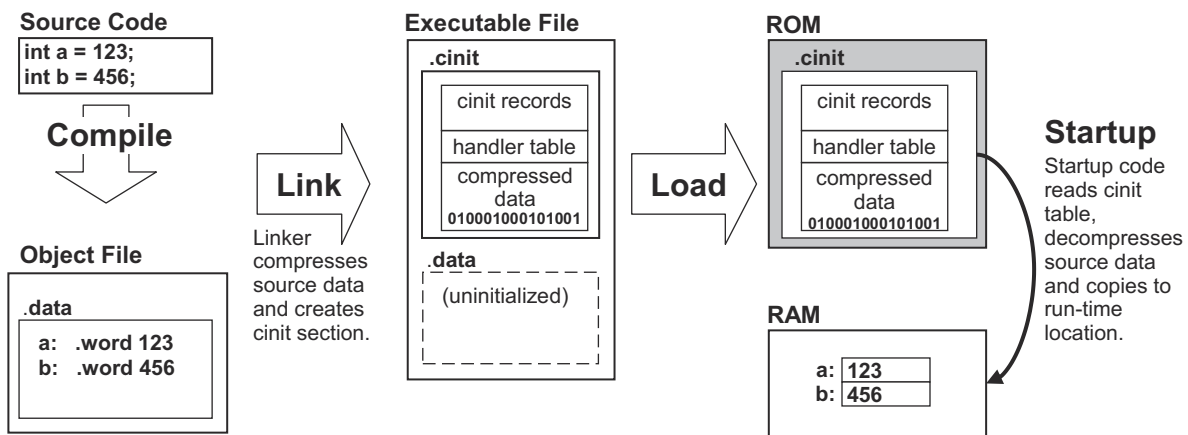 Source Code
int a = 123;
int b = 456;
Compile
Object File
.data
a: .word 123
b: .word 456
Link
Linker
compresses
source data
and creates
cinit section.
Executable File
.cinit
cinit records
handler table
compressed
data
010001000101001
.data
(uninitialized)
Load
ROM
.cinit
cinit records
handler table
compressed
data
010001000101001
RAM
a: 123
b: 456
Startup
Startup code
reads cinit
table,
decompresses
source data
and copies to
run-time
location.